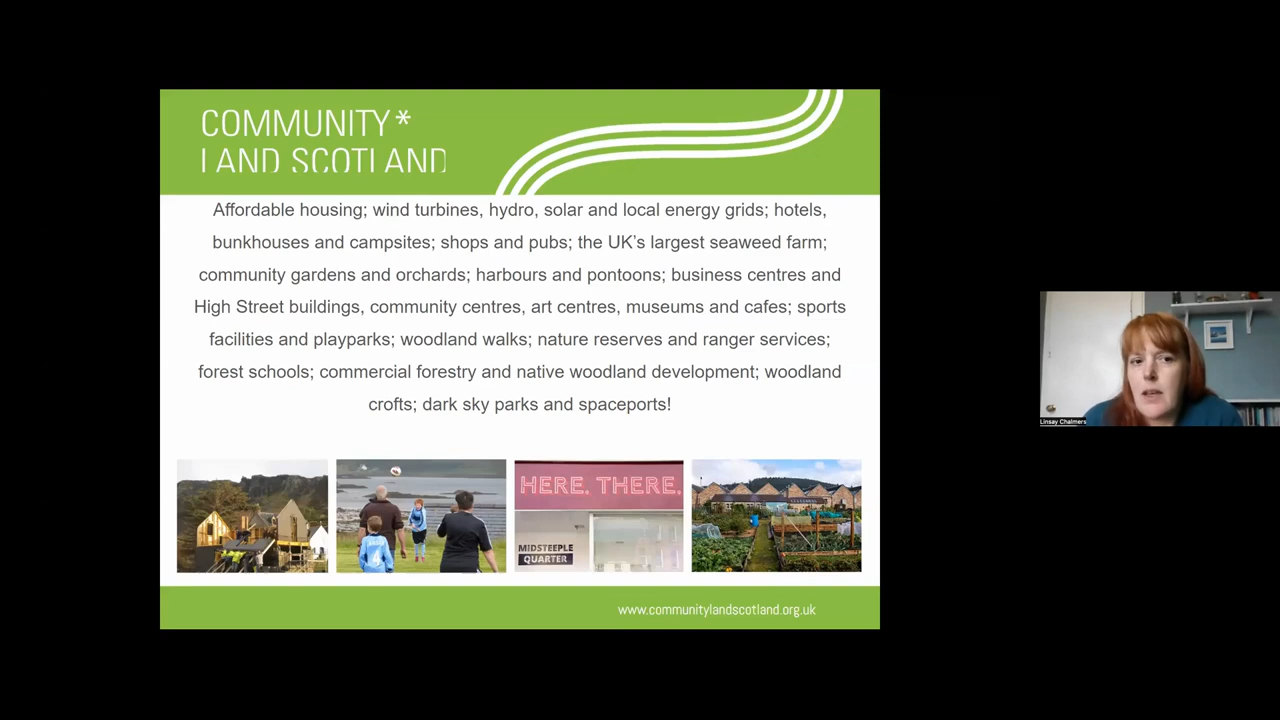 COMMUNITY*
LAND SCOTLAND
Affordable housing; wind turbines, hydro, solar and local energy grids; hotels,
bunkhouses and campsites; shops and pubs; the UK's largest seaweed farm;
community gardens and orchards; harbours and pontoons; business centres and
High Street buildings, community centres, art centres, museums and cafes; sports
facilities and playparks; woodland walks; nature reserves and ranger services;
forest schools; commercial forestry and native woodland development; woodland
crofts; dark sky parks and spaceports!
HERE. THERE.
MIDSTEEPLE
QUARTER
4
www.communitylandscotland.org.uk
Linsay Chalmers